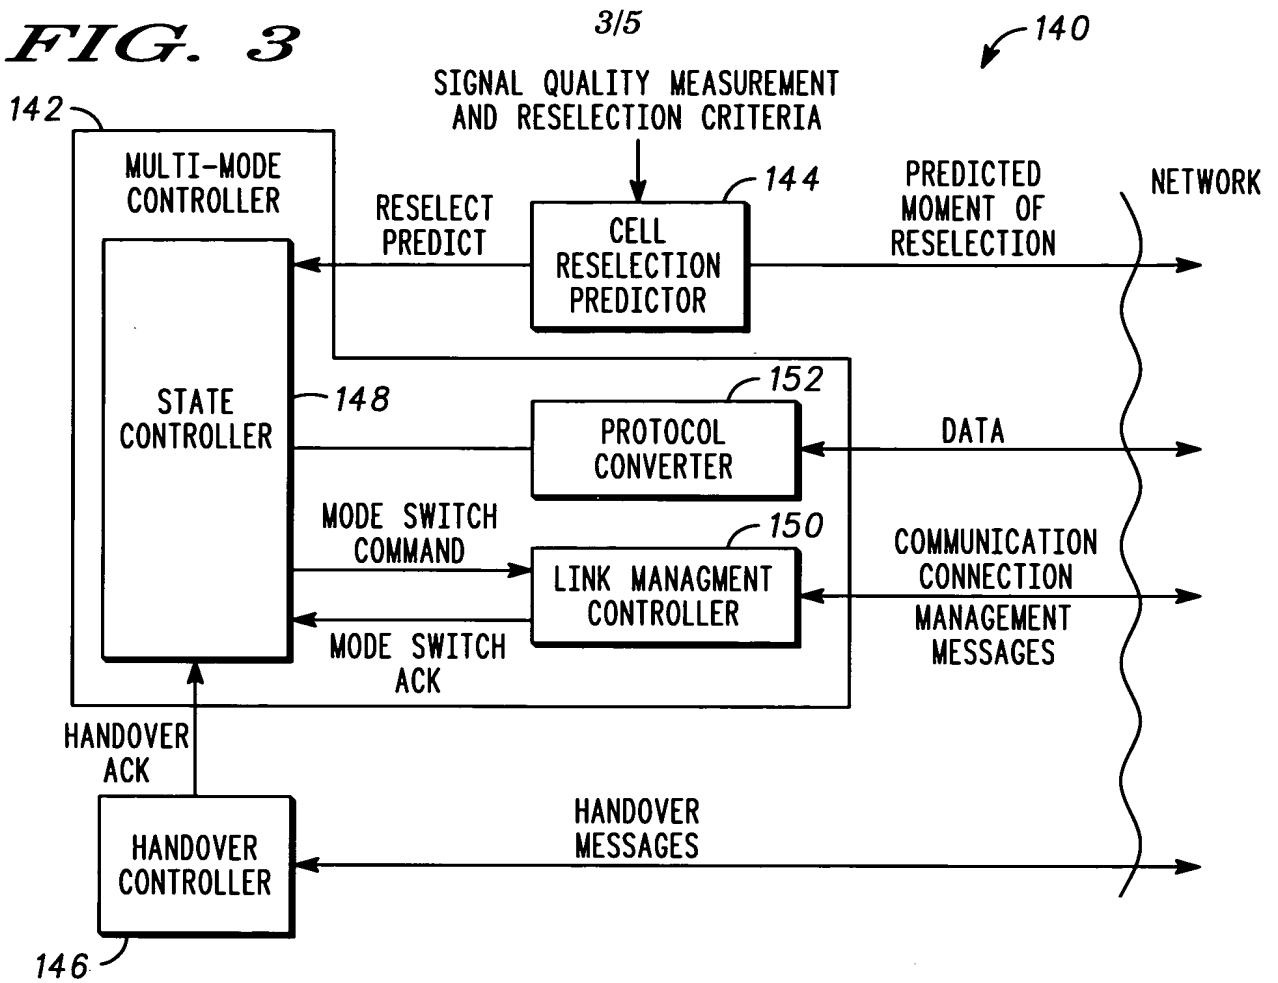 FIG. 3
3/5
140
142
SIGNAL QUALITY MEASUREMENT
AND RESELECTION CRITERIA
MULTI-MODE
CONTROLLER
RESELECT
PREDICT
144
CELL
RESELECTION
PREDICTOR
PREDICTED
MOMENT OF
RESELECTION
NETWORK
STATE
CONTROLLER
148
152
PROTOCOL
CONVERTER
DATA
MODE SWITCH
COMMAND
150
LINK MANAGMENT
CONTROLLER
COMMUNICATION
CONNECTION
MANAGEMENT
MESSAGES
MODE SWITCH
ACK
HANDOVER
ACK
HANDOVER
CONTROLLER
HANDOVER
MESSAGES
146